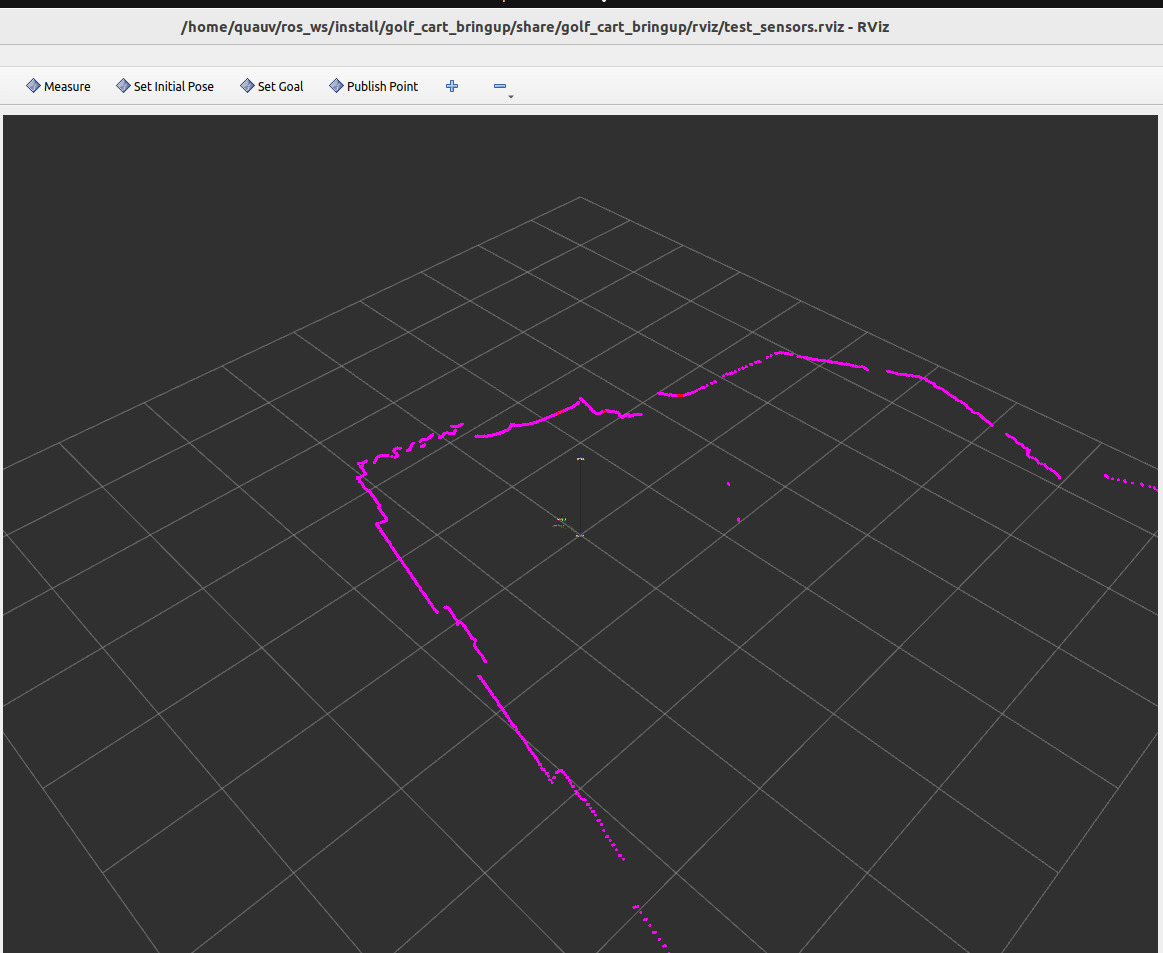 /home/quauv/ros_ws/install/golf_cart_bringup/share/golf_cart_bringup/rviz/test_sensors.rviz - RViz
Measure Set Initial Pose Set Goal Publish Point